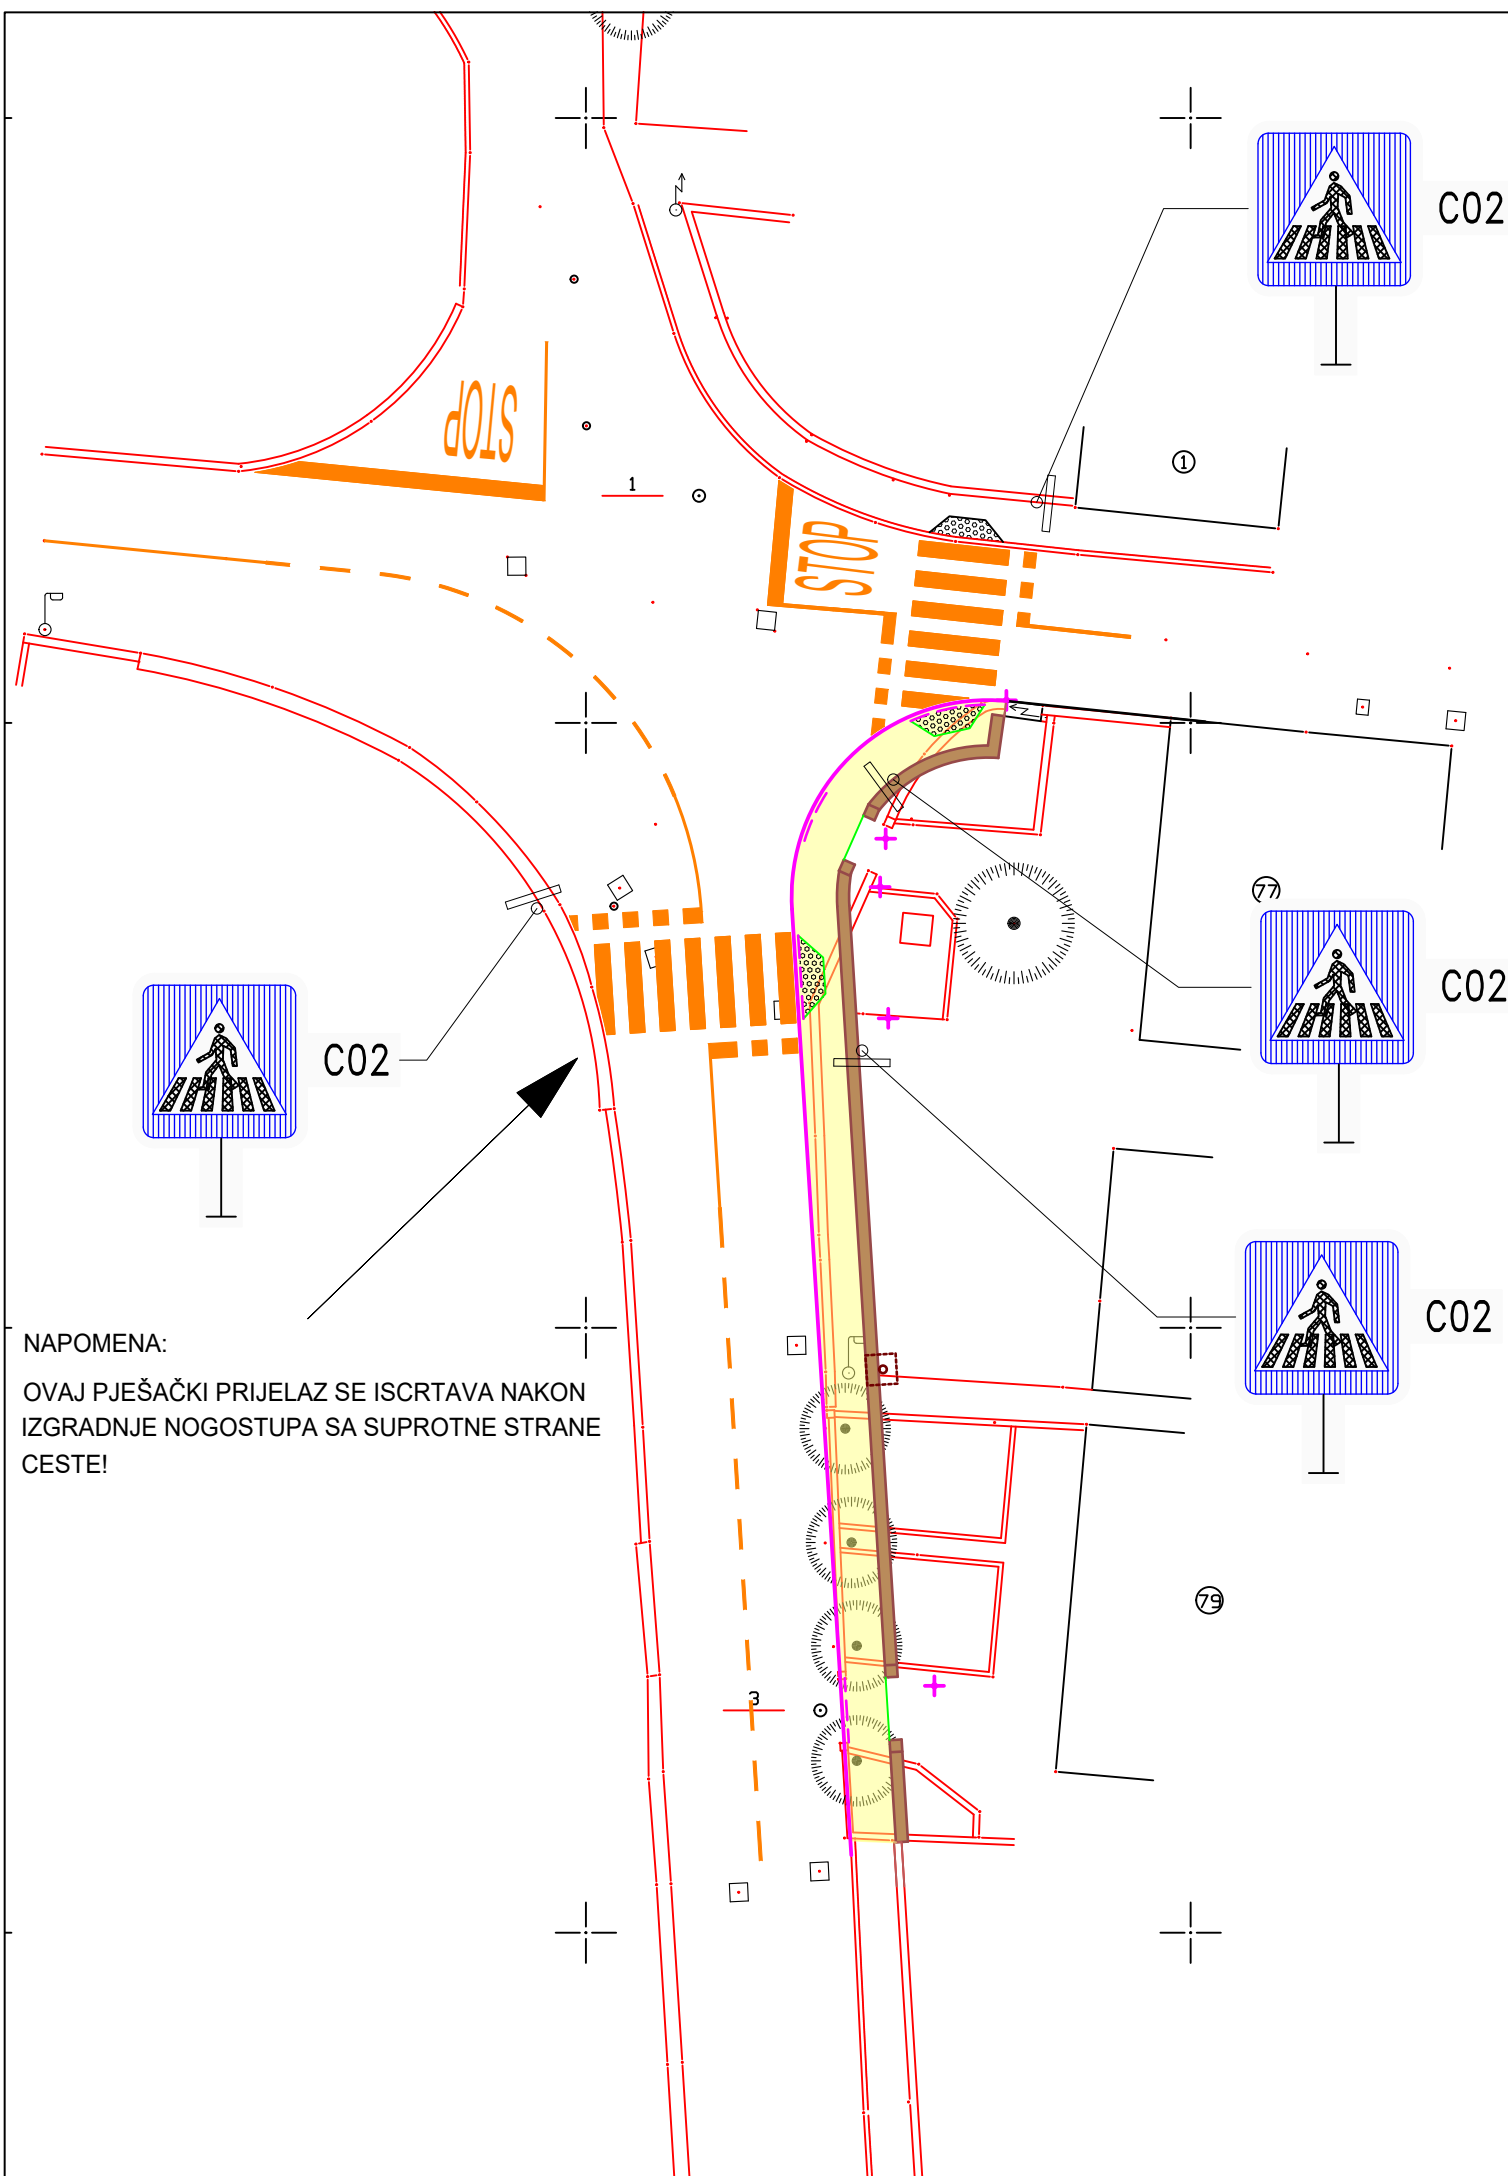 C02
STOP
1
1
STOP
77
C02
C02
C02
NAPOMENA:
OVAJ PJEŠAČKI PRIJELAZ SE ISCRTAVA NAKON
IZGRADNJE NOGOSTUPA SA SUPROTNE STRANE
CESTE!
79
3